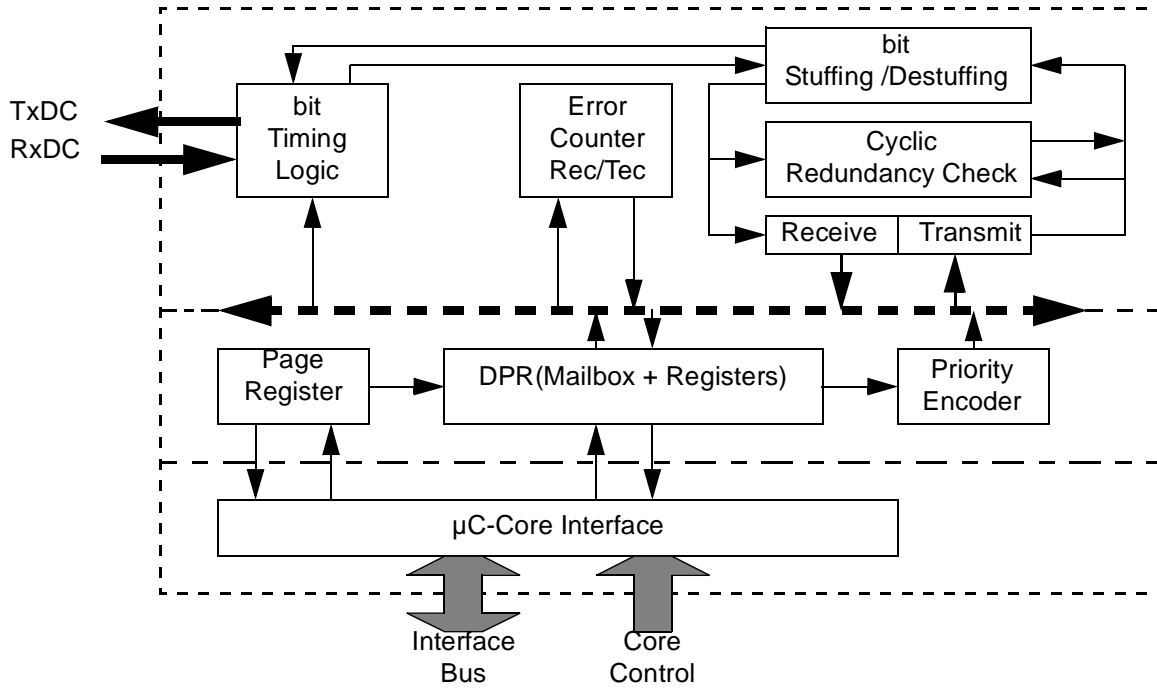 bit
Stuffing /Destuffing
TxDC
RxDC
bit
Timing
Logic
Error
Counter
Rec/Tec
Cyclic
Redundancy Check
Receive
Transmit
Page
Register
DPR(Mailbox + Registers)
Priority
Encoder
µC-Core Interface
Interface
Bus
Core
Control